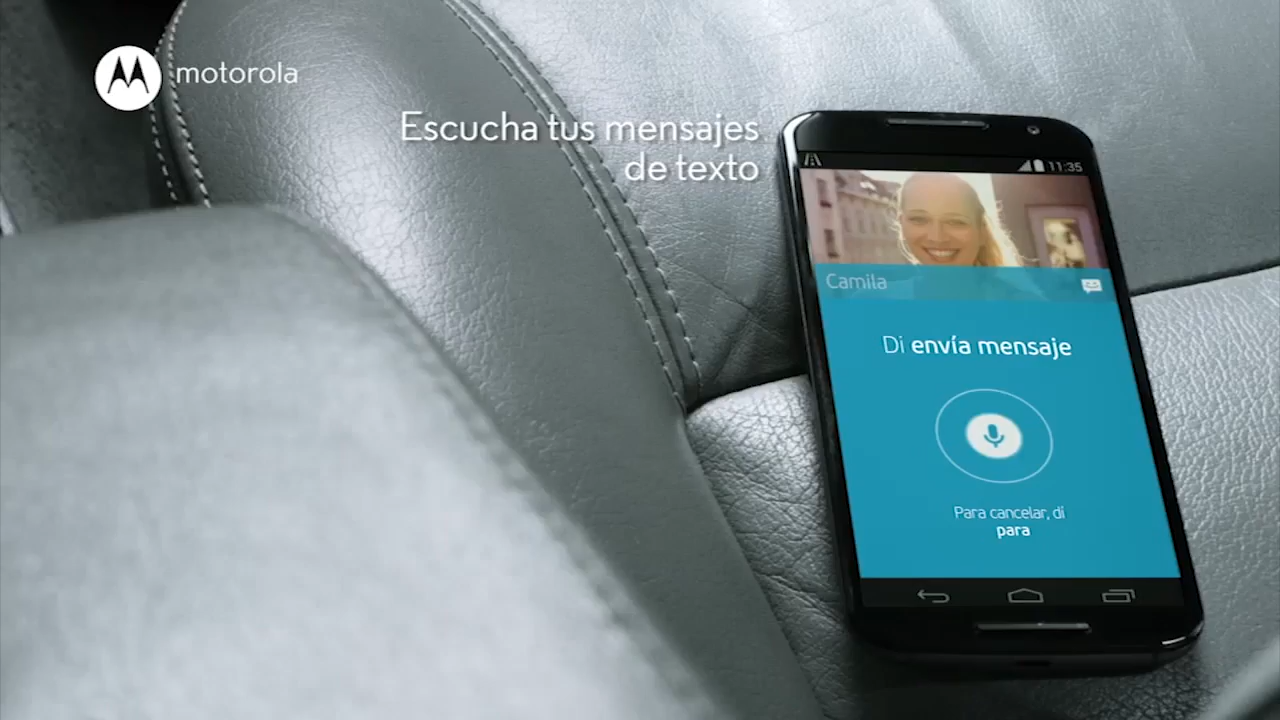 motorola
Escucha tus mensajes
de texto
11:35
Camila
Di envía mensaje
Para cancelar, di
para